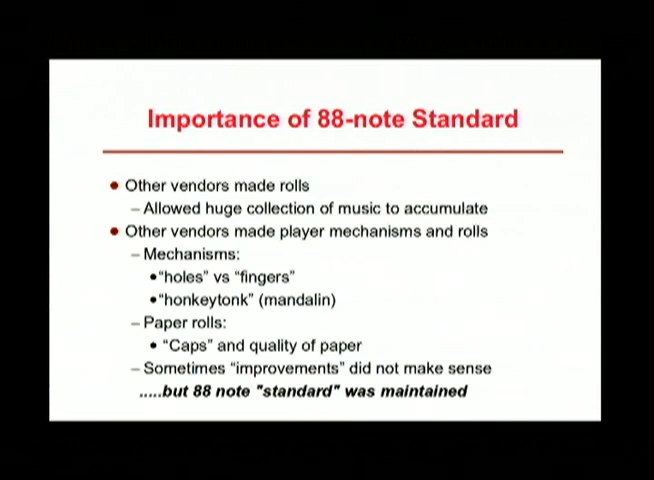 Importance of 88-note Standard
● Other vendors made rolls
– Allowed huge collection of music to accumulate
● Other vendors made player mechanisms and rolls
– Mechanisms:
•“holes” vs “fingers”
•“honkeytonk” (mandalin)
– Paper rolls:
• “Caps” and quality of paper
– Sometimes “improvements” did not make sense
.....but 88 note "standard" was maintained